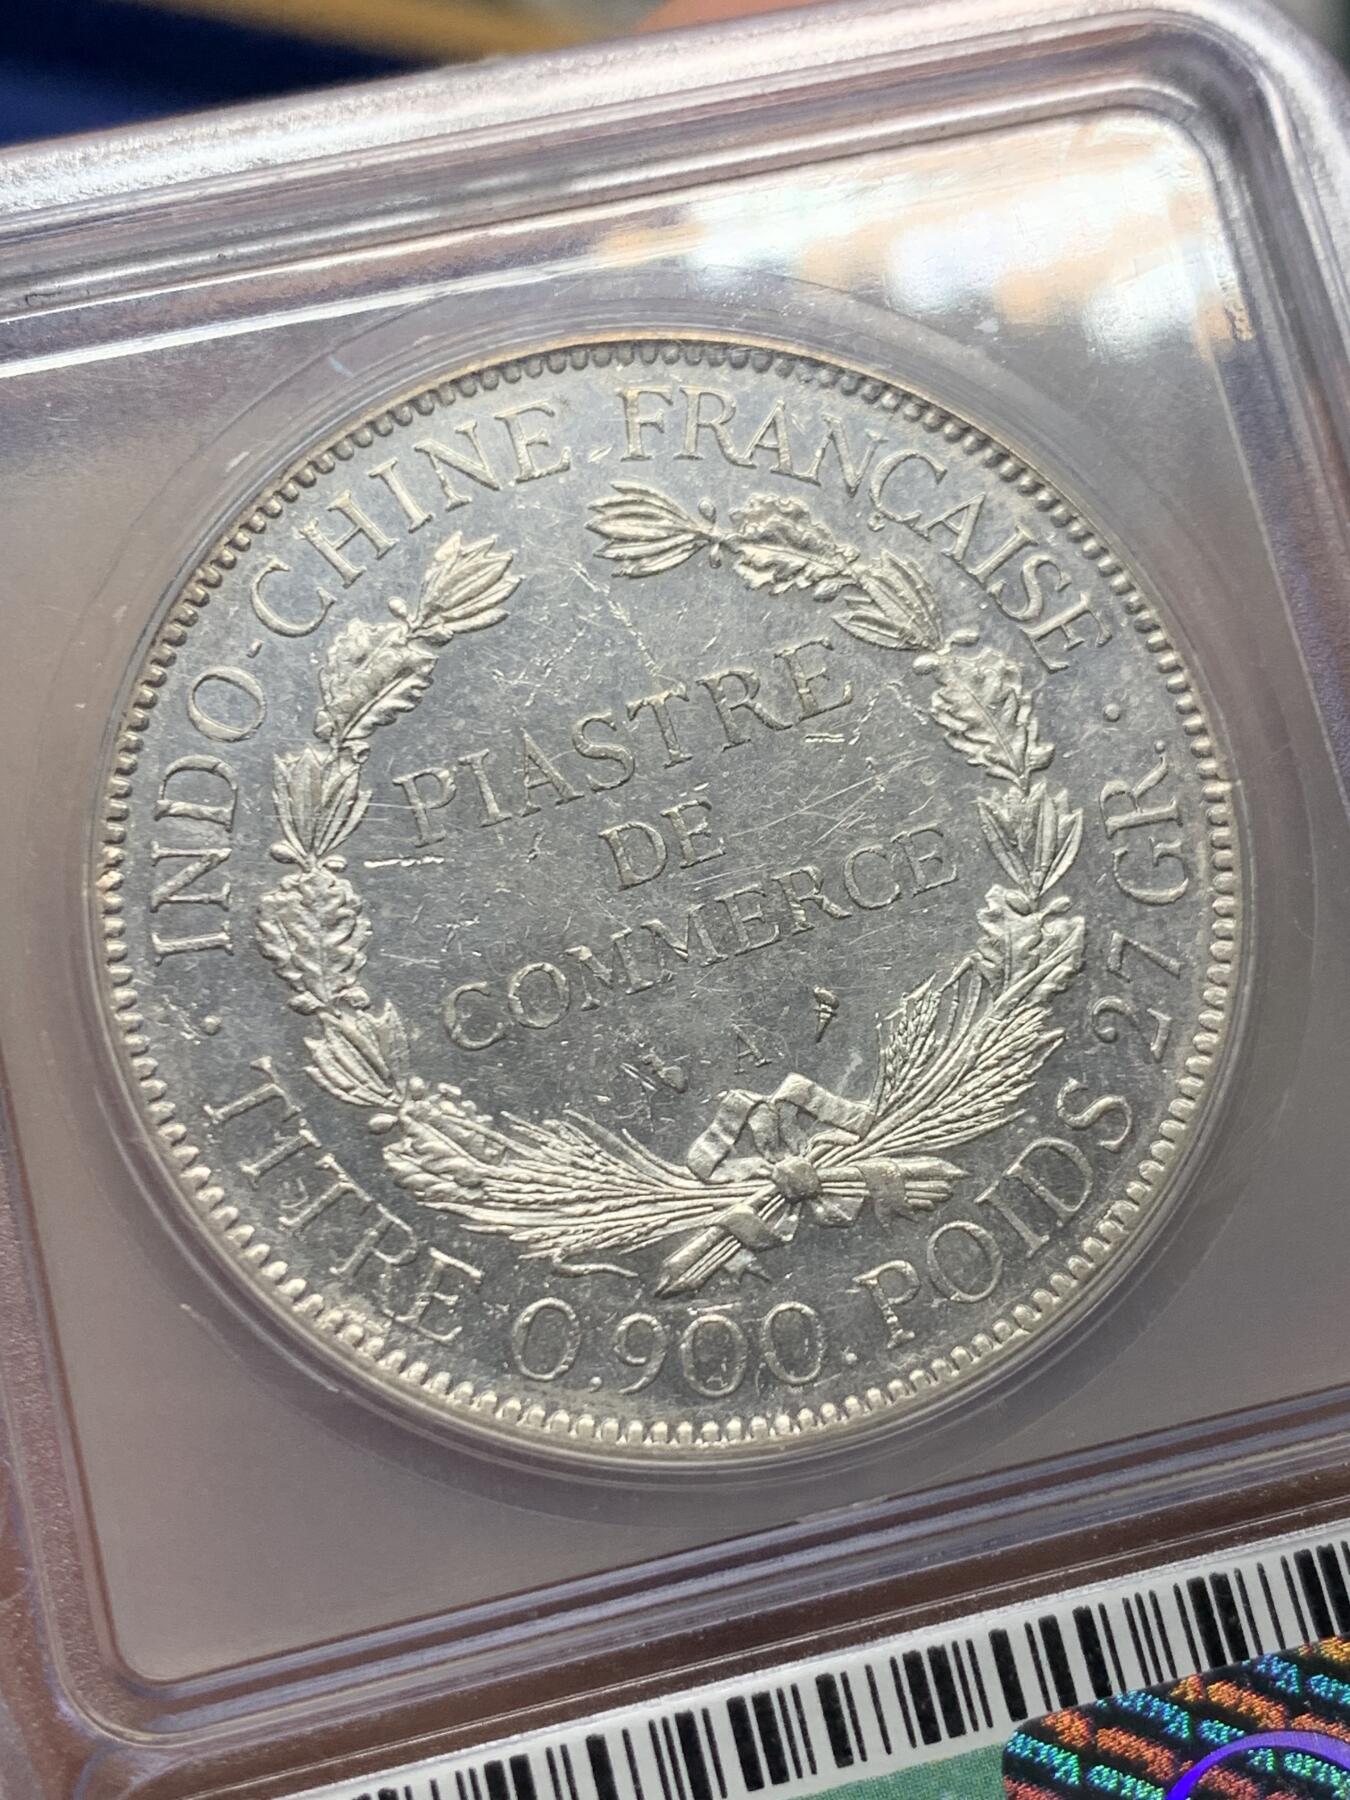 . INDO-CHINE FRANÇAISE .
PIASTRE
DE
COMMERCE
A
TITRE 0,900. POIDS 27 GR.